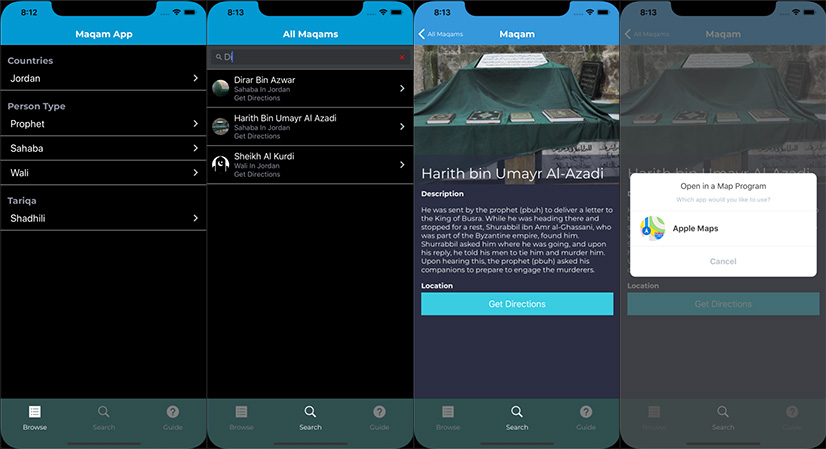 8:12
Maqam App
Countries
Jordan
Person Type
Prophet
Sahaba
Wali
Tariqa
Shadhili
Browse
Search
Guide
8:13
All Maqams
Di
Dirar Bin Azwar
Sahaba In Jordan
Get Directions
Harith Bin Umayr Al Azadi
Sahaba In Jordan
Get Directions
Sheikh Al Kurdi
Wali In Jordan
Get Directions
Browse
Search
Guide
8:13
All Maqams
Maqam
Harith bin Umayr Al-Azadi
Description
He was sent by the prophet (pbuh) to deliver a letter to
the King of Busra. While he was heading there and
stopped for a rest, Shurabbil ibn Amr al-Ghassani, who
was part of the Byzantine empire, found him.
Shurrabbil asked him where he was going, and upon
his reply, he told his men to tie him and murder him.
Upon hearing this, the prophet (pbuh) asked his
companions to prepare to engage the murderers.
Location
Get Directions
Browse
Search
Guide
8:13
All Maqams
Maqam
Harith bin Umayr Al-Azadi
Open in a Map Program
Which app would you like to use?
Apple Maps
Cancel
Location
Get Directions
Browse
Search
Guide